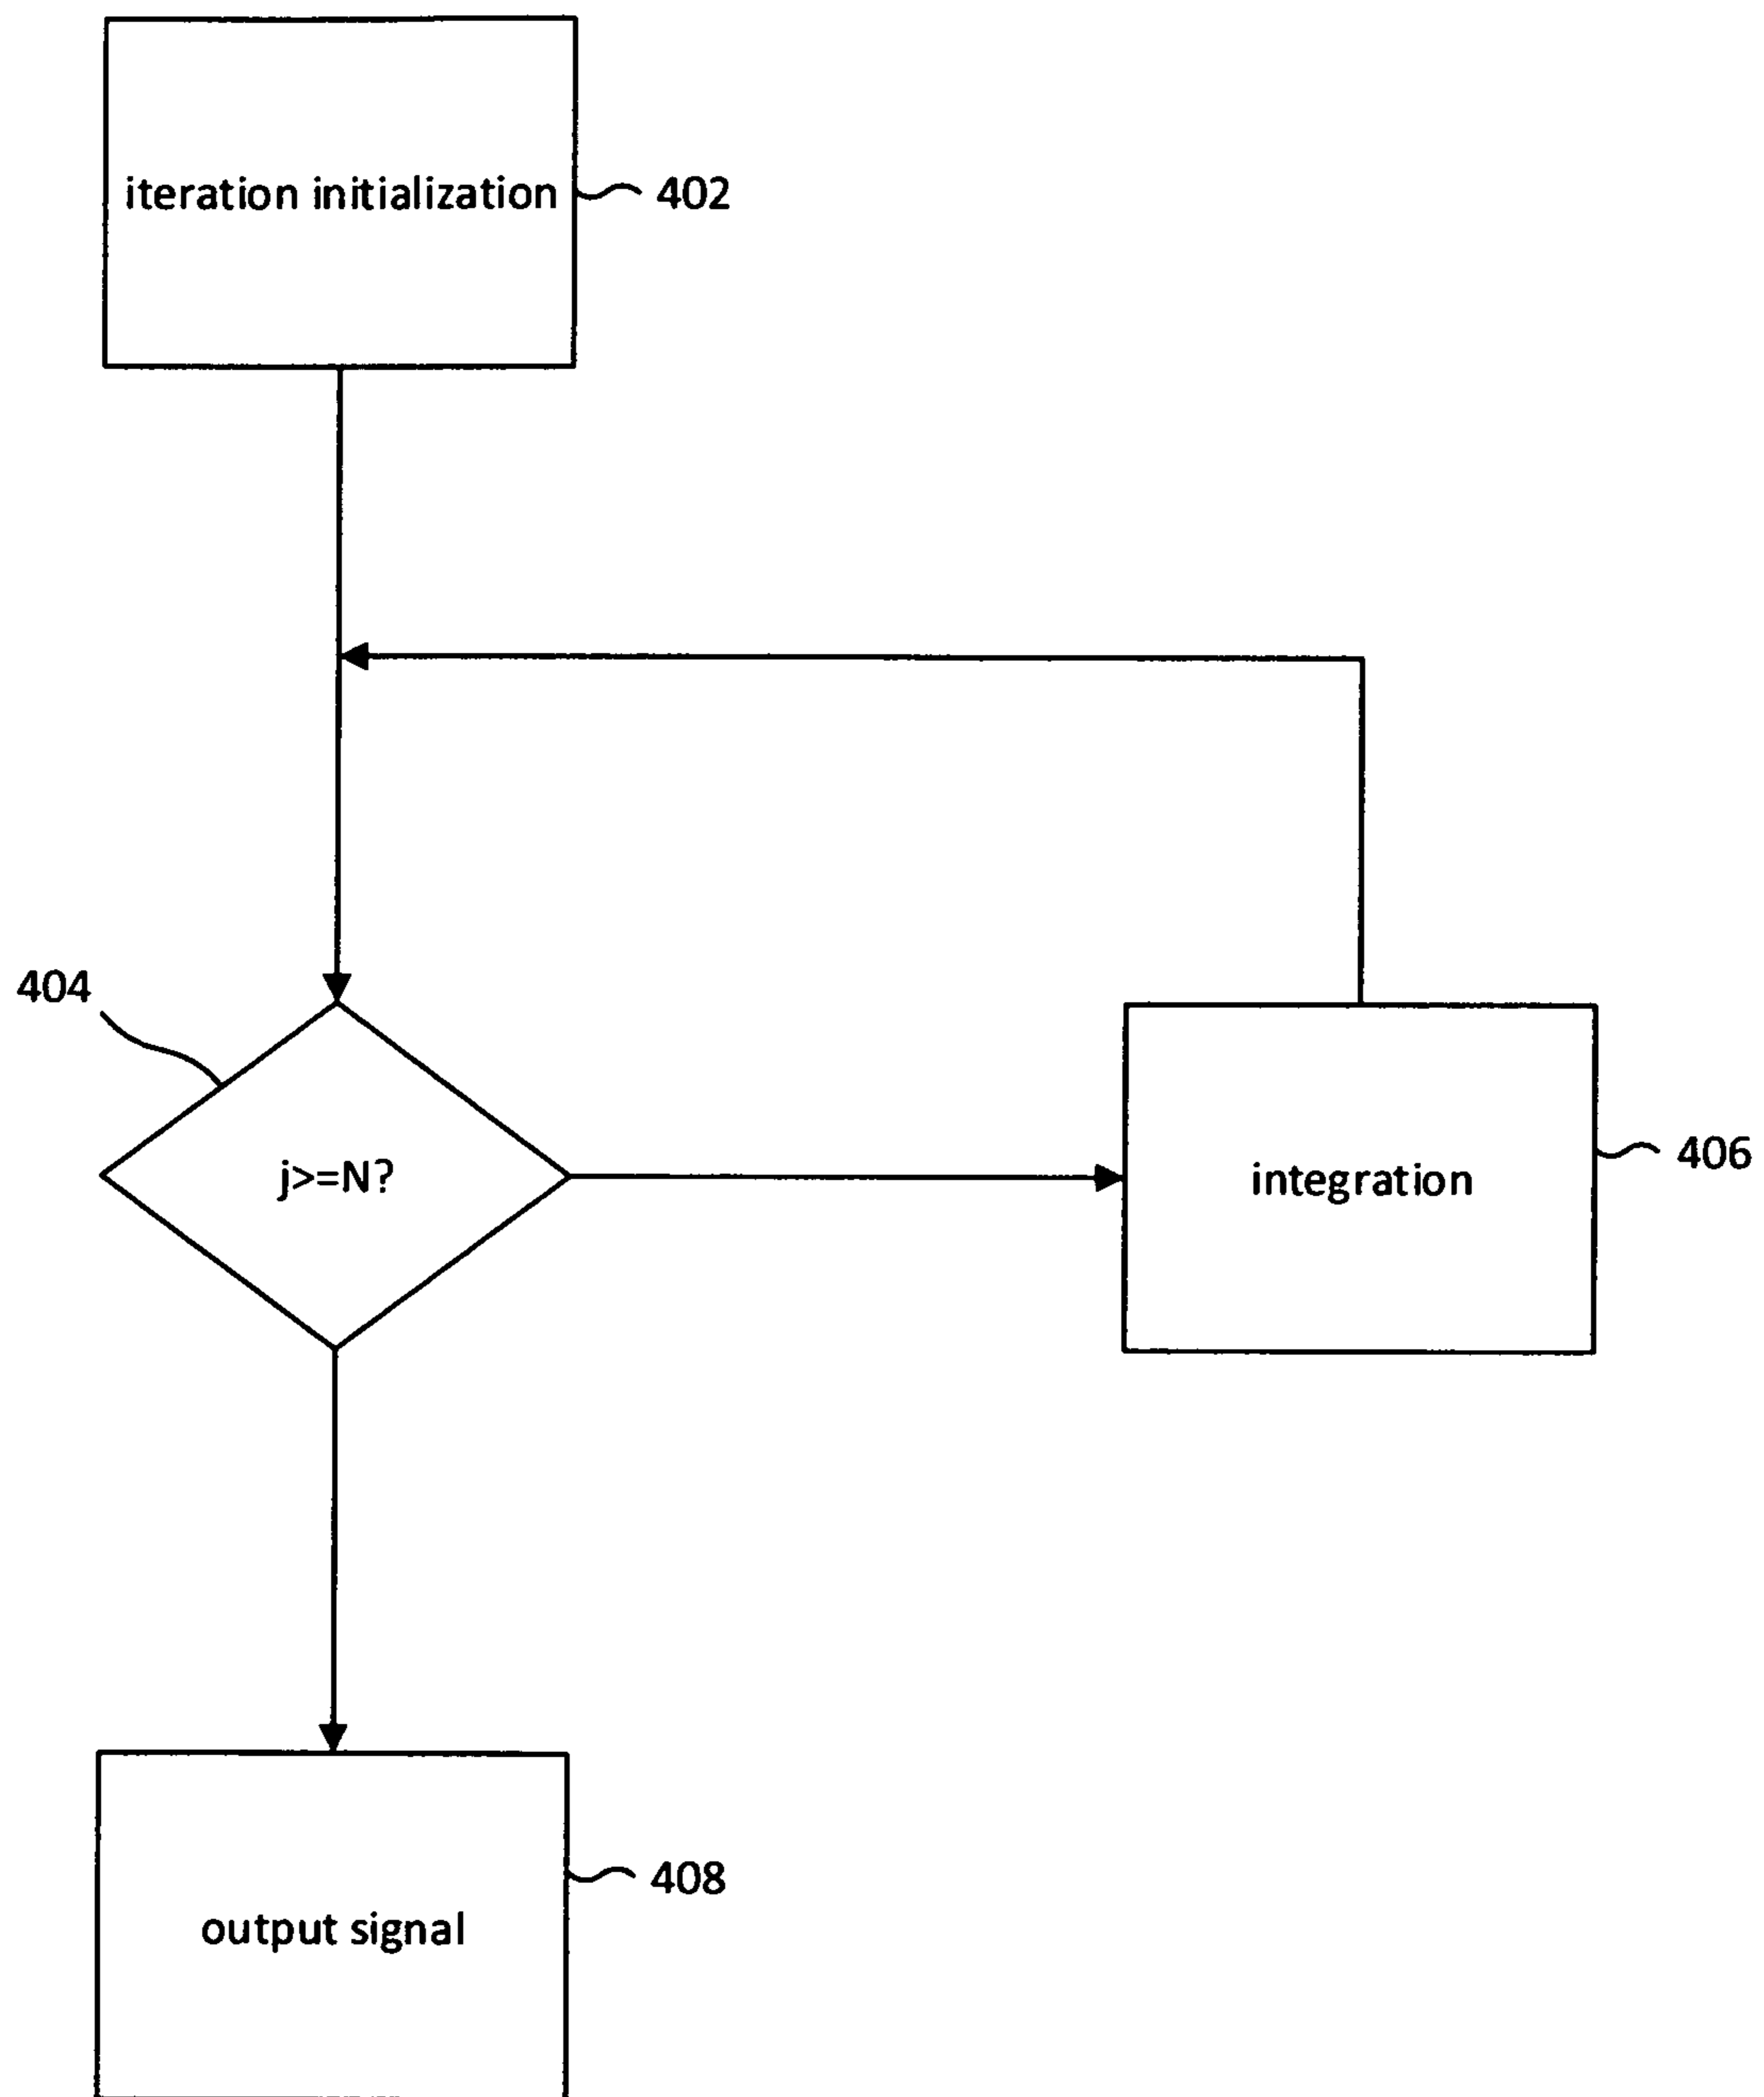 iteration initialization
402
404
j>=N?
integration
406
408
output signal